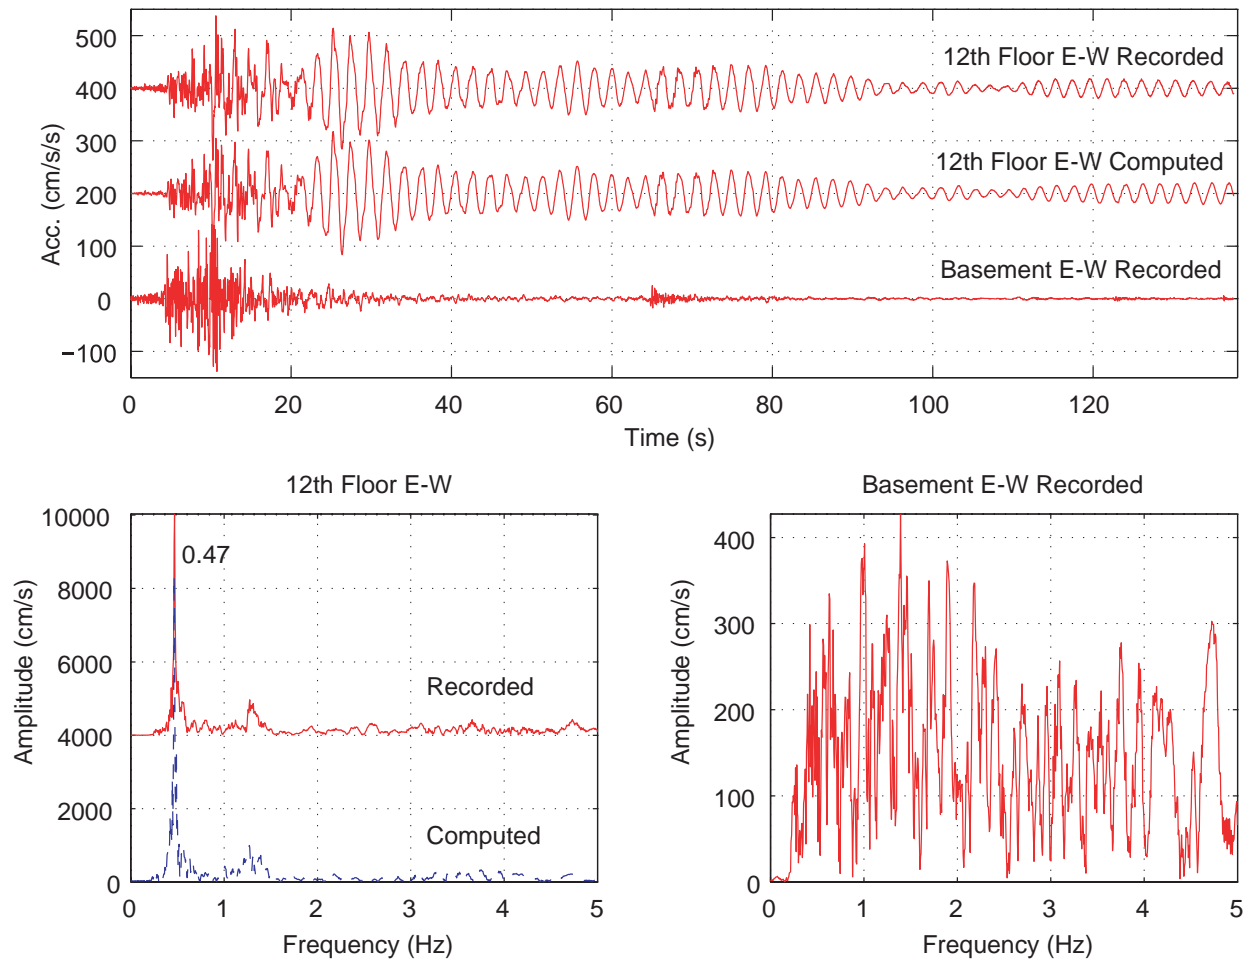 500
400
300
200
100
0
−100
Acc. (cm/s/s)
12th Floor E-W Recorded
12th Floor E-W Computed
Basement E-W Recorded
0 20 40 60 80 100 120
Time (s)
12th Floor E-W
10000
8000
6000
4000
2000
0
Amplitude (cm/s)
0.47
Recorded
Computed
0 1 2 3 4 5
Frequency (Hz)
Basement E-W Recorded
400
300
200
100
0
Amplitude (cm/s)
0 1 2 3 4 5
Frequency (Hz)